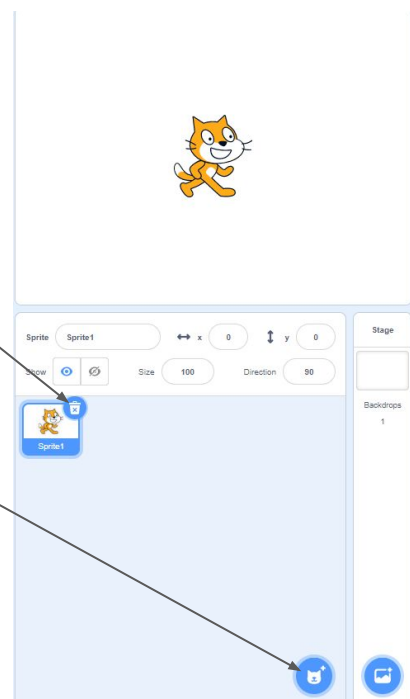 Sprite Sprite1 x 0 y 0
Show Size 100 Direction 90
Sprite1
Stage
Backdrops
1